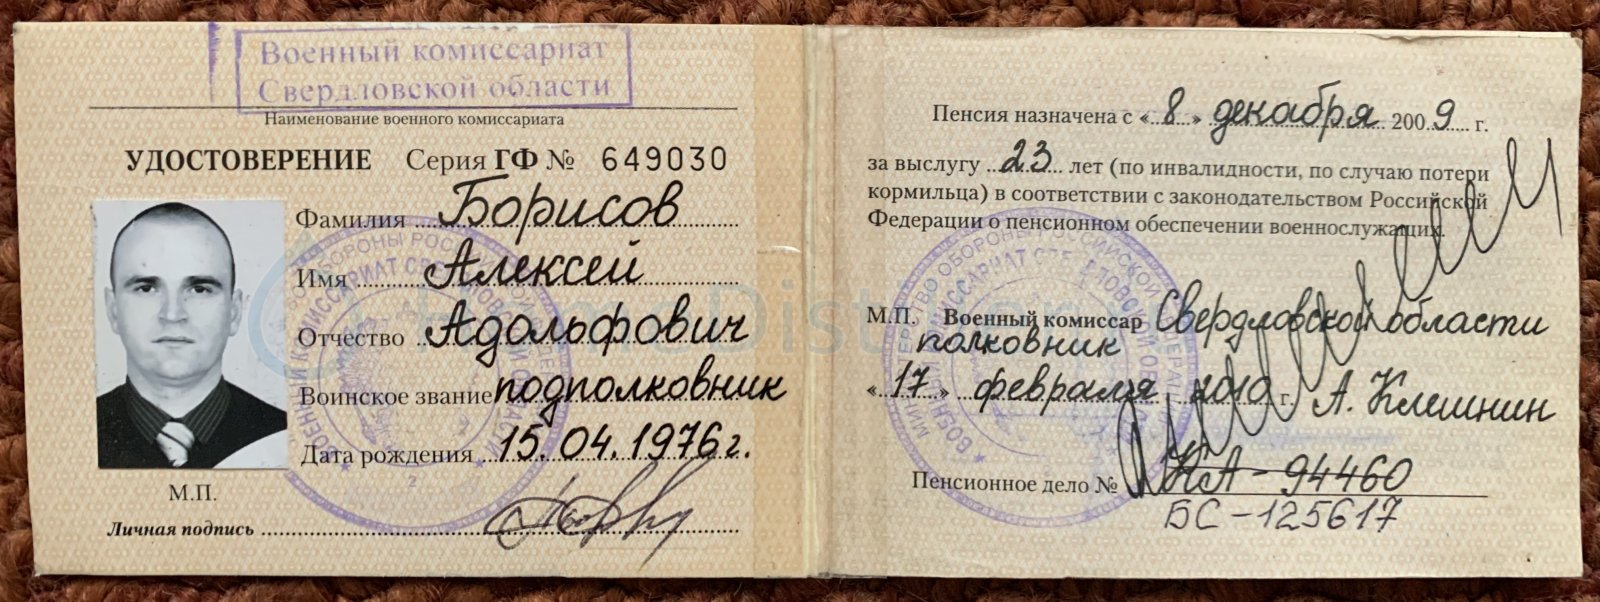 Военный комиссариат
Свердловской области
Наименование военного комиссариата
УДОСТОВЕРЕНИЕ Серия ГФ № 649030
Фамилия Борисов
Имя Алексей
Отчество Адольфович
Воинское звание подполковник
Дата рождения 15.04.1976г.
М.П.
Личная подпись
Пенсия назначена с «8» декабря 2009 г.
за выслугу 23 лет (по инвалидности, по случаю потери
кормильца) в соответствии с законодательством Российской
Федерации о пенсионном обеспечении военнослужащих.
М.П. Военный комиссар Свердловской области
полковник
«17» февраля 2010 г. А. Клешнин
Пенсионное дело № КА-94460
БС-125617